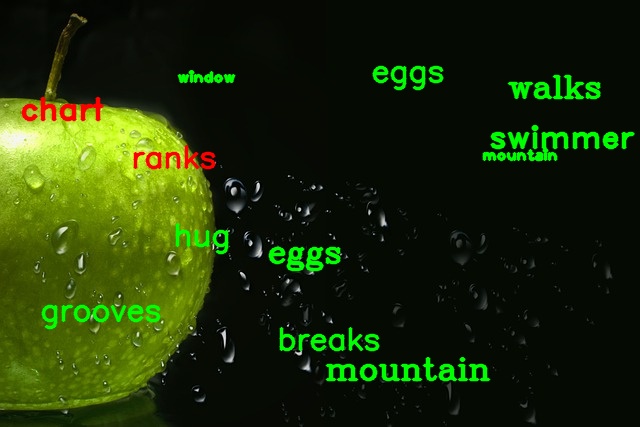 window
eggs
walks
chart
swimmer
ranks
mountain
hug
eggs
grooves
breaks
mountain